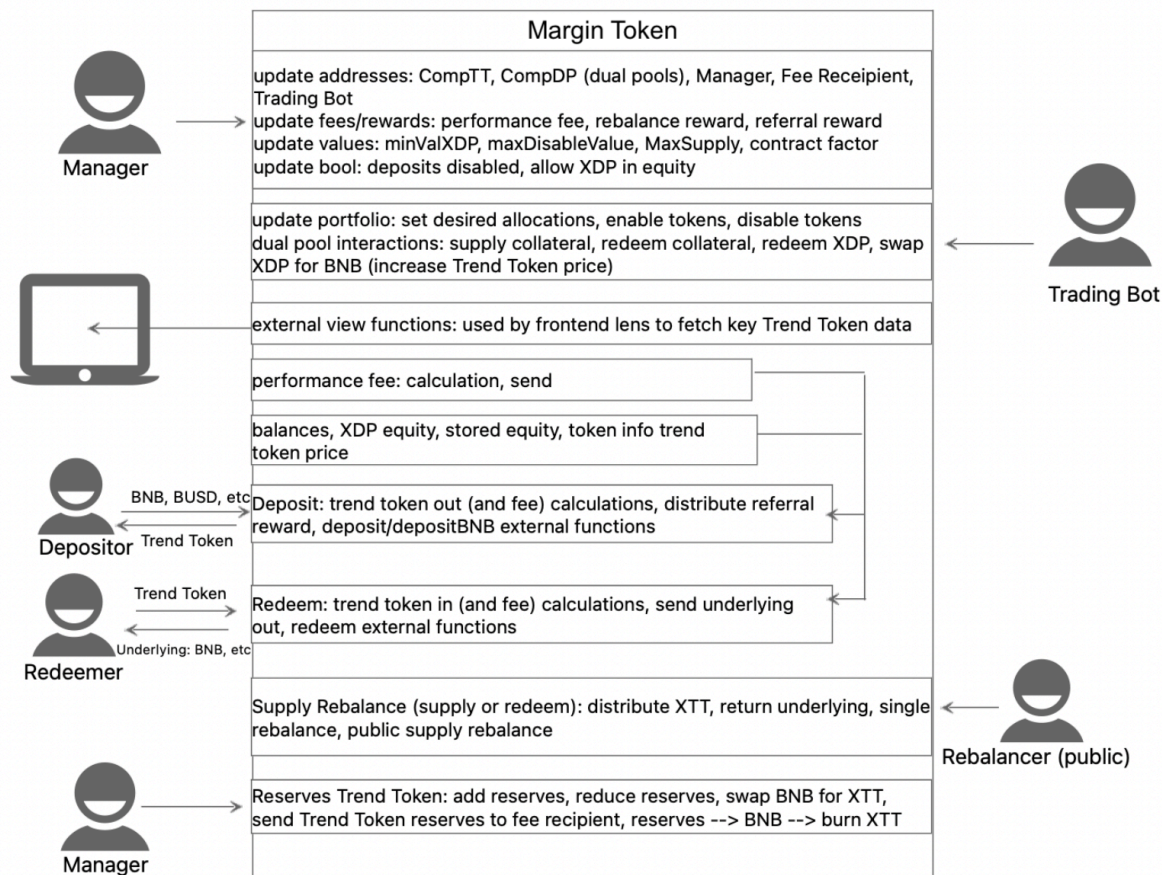 Margin Token
update addresses: CompTT, CompDP (dual pools), Manager, Fee Receipient,
Trading Bot
update fees/rewards: performance fee, rebalance reward, referral reward
update values: minValXDP, maxDisableValue, MaxSupply, contract factor
update bool: deposits disabled, allow XDP in equity
Manager
update portfolio: set desired allocations, enable tokens, disable tokens
dual pool interactions: supply collateral, redeem collateral, redeem XDP, swap
XDP for BNB (increase Trend Token price)
Trading Bot
external view functions: used by frontend lens to fetch key Trend Token data
performance fee: calculation, send
balances, XDP equity, stored equity, token info trend
token price
BNB, BUSD, etc
Trend Token
Depositor
Deposit: trend token out (and fee) calculations, distribute referral
reward, deposit/depositBNB external functions
Trend Token
Underlying: BNB, etc
Redeemer
Redeem: trend token in (and fee) calculations, send underlying
out, redeem external functions
Supply Rebalance (supply or redeem): distribute XTT, return underlying, single
rebalance, public supply rebalance
Rebalancer (public)
Reserves Trend Token: add reserves, reduce reserves, swap BNB for XTT,
send Trend Token reserves to fee recipient, reserves --> BNB --> burn XTT
Manager